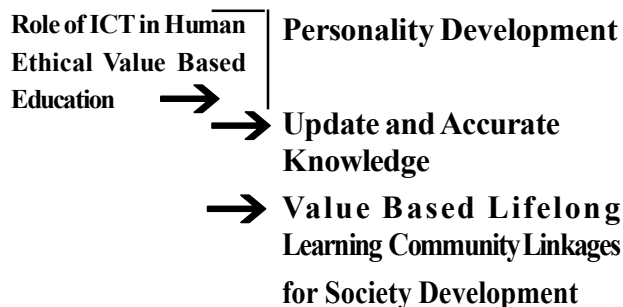 Role of ICT in Human
Ethical Value Based
Education
Personality Development
Update and Accurate
Knowledge
Value Based Lifelong
Learning Community Linkages
for Society Development